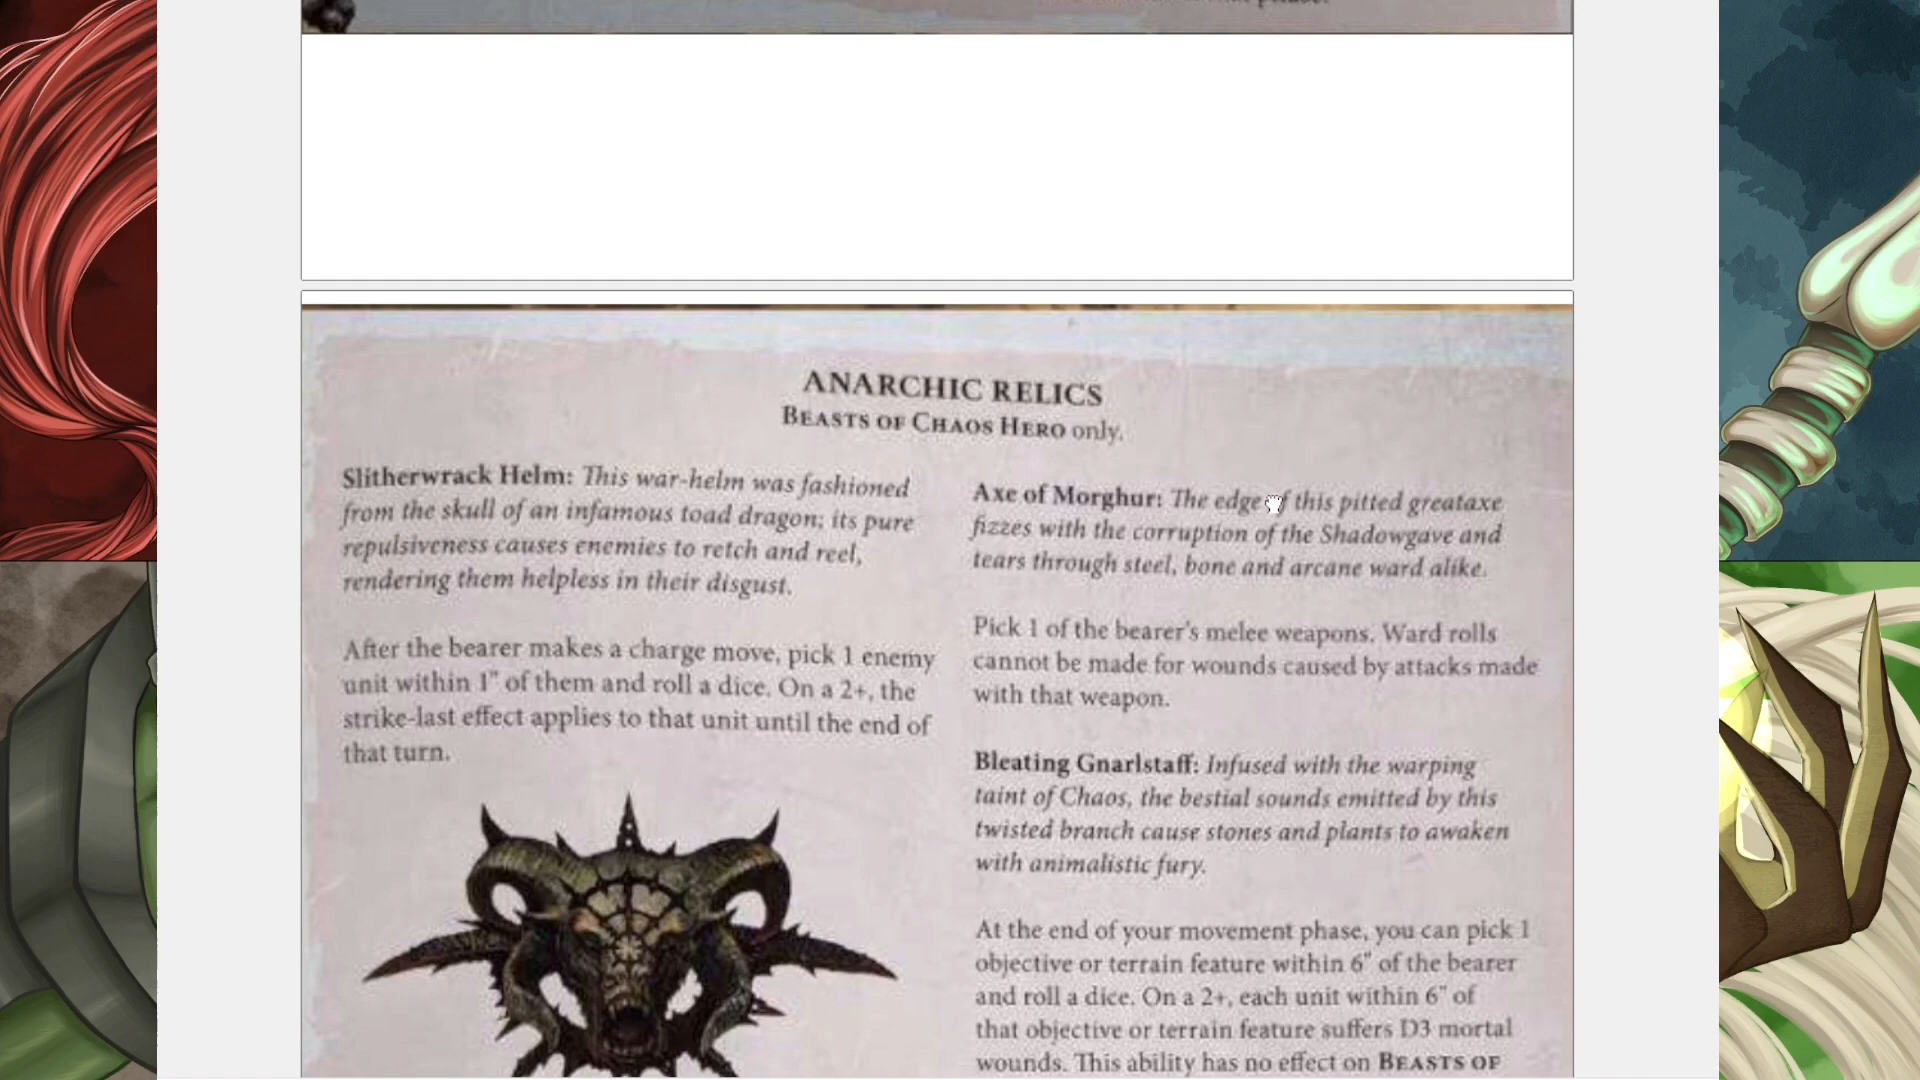 ANARCHIC RELICS
BEASTS OF CHAOS HERO only.
Slitherwrack Helm: This war-helm was fashioned
from the skull of an infamous toad dragon; its pure
repulsiveness causes enemies to retch and reel,
rendering them helpless in their disgust.
After the bearer makes a charge move, pick 1 enemy
unit within 1" of them and roll a dice. On a 2+, the
strike-last effect applies to that unit until the end of
that turn.
Axe of Morghur: The edge of this pitted greataxe
fizzes with the corruption of the Shadowgave and
tears through steel, bone and arcane ward alike.
Pick 1 of the bearer's melee weapons. Ward rolls
cannot be made for wounds caused by attacks made
with that weapon.
Bleating Gnarlstaff: Infused with the warping
taint of Chaos, the bestial sounds emitted by this
twisted branch cause stones and plants to awaken
with animalistic fury.
At the end of your movement phase, you can pick 1
objective or terrain feature within 6" of the bearer
and roll a dice. On a 2+, each unit within 6" of
that objective or terrain feature suffers D3 mortal
wounds. This ability has no effect on BEASTS OF